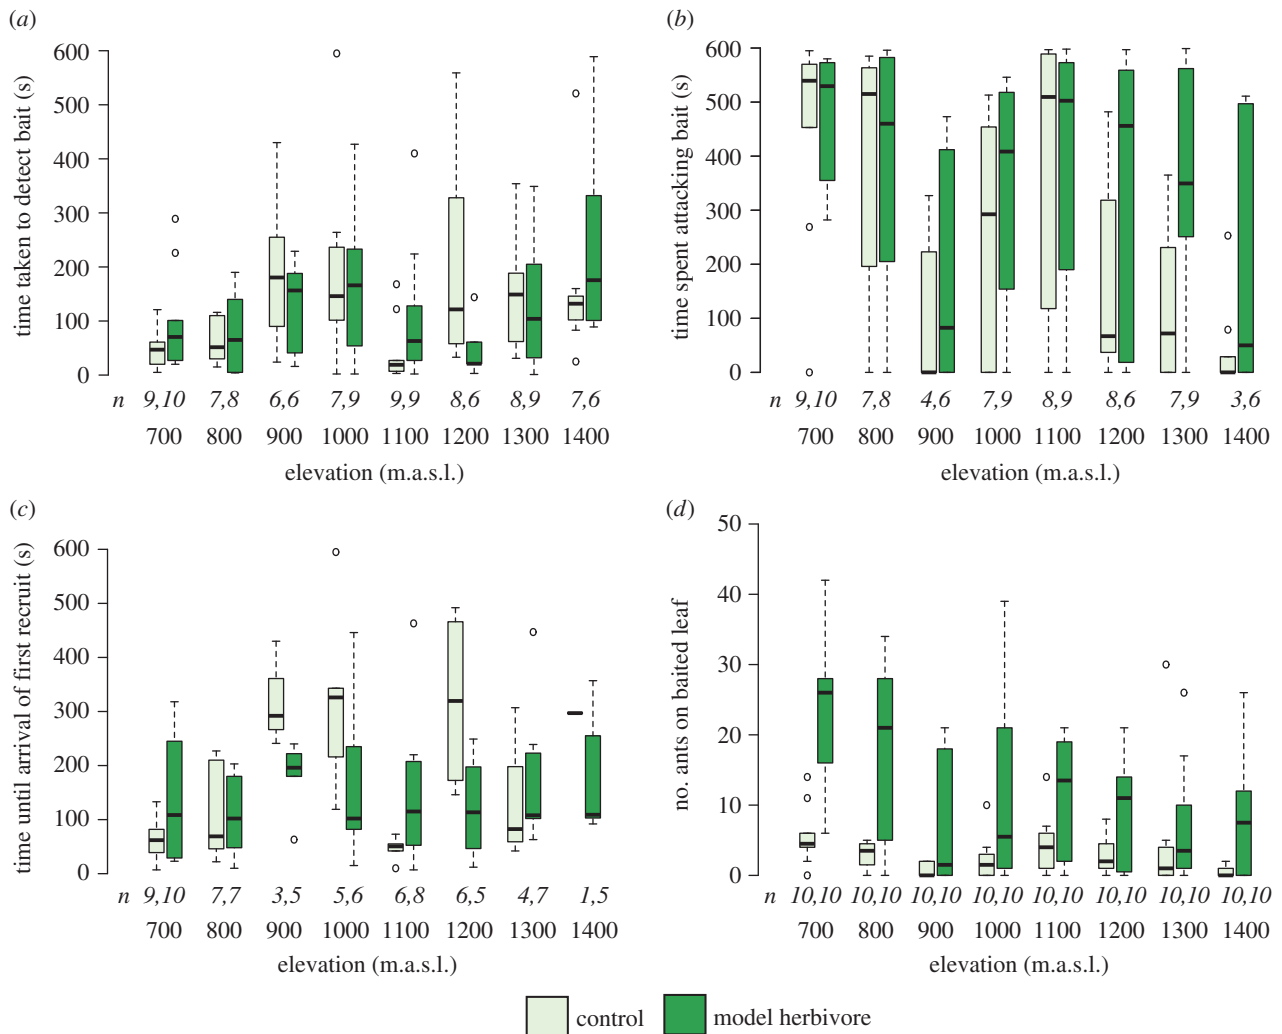 (a)
time taken to detect bait (s)
600
500
400
300
200
100
0
n 9,10 7,8 6,6 7,9 9,9 8,6 8,9 7,6
700 800 900 1000 1100 1200 1300 1400
elevation (m.a.s.l.)
(b)
time spent attacking bait (s)
600
500
400
300
200
100
0
n 9,10 7,8 4,6 7,9 8,9 8,6 7,9 3,6
700 800 900 1000 1100 1200 1300 1400
elevation (m.a.s.l.)
(c)
time until arrival of first recruit (s)
600
500
400
300
200
100
0
n 9,10 7,7 3,5 5,6 6,8 6,5 4,7 1,5
700 800 900 1000 1100 1200 1300 1400
elevation (m.a.s.l.)
(d)
no. ants on baited leaf
50
40
30
20
10
0
n 10,10 10,10 10,10 10,10 10,10 10,10 10,10 10,10
700 800 900 1000 1100 1200 1300 1400
elevation (m.a.s.l.)
control model herbivore